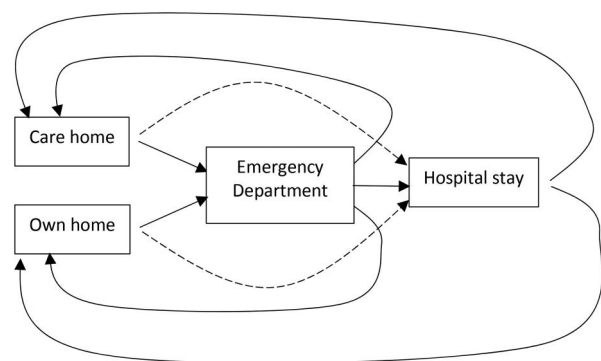 Care home
Emergency
Department
Hospital stay
Own home